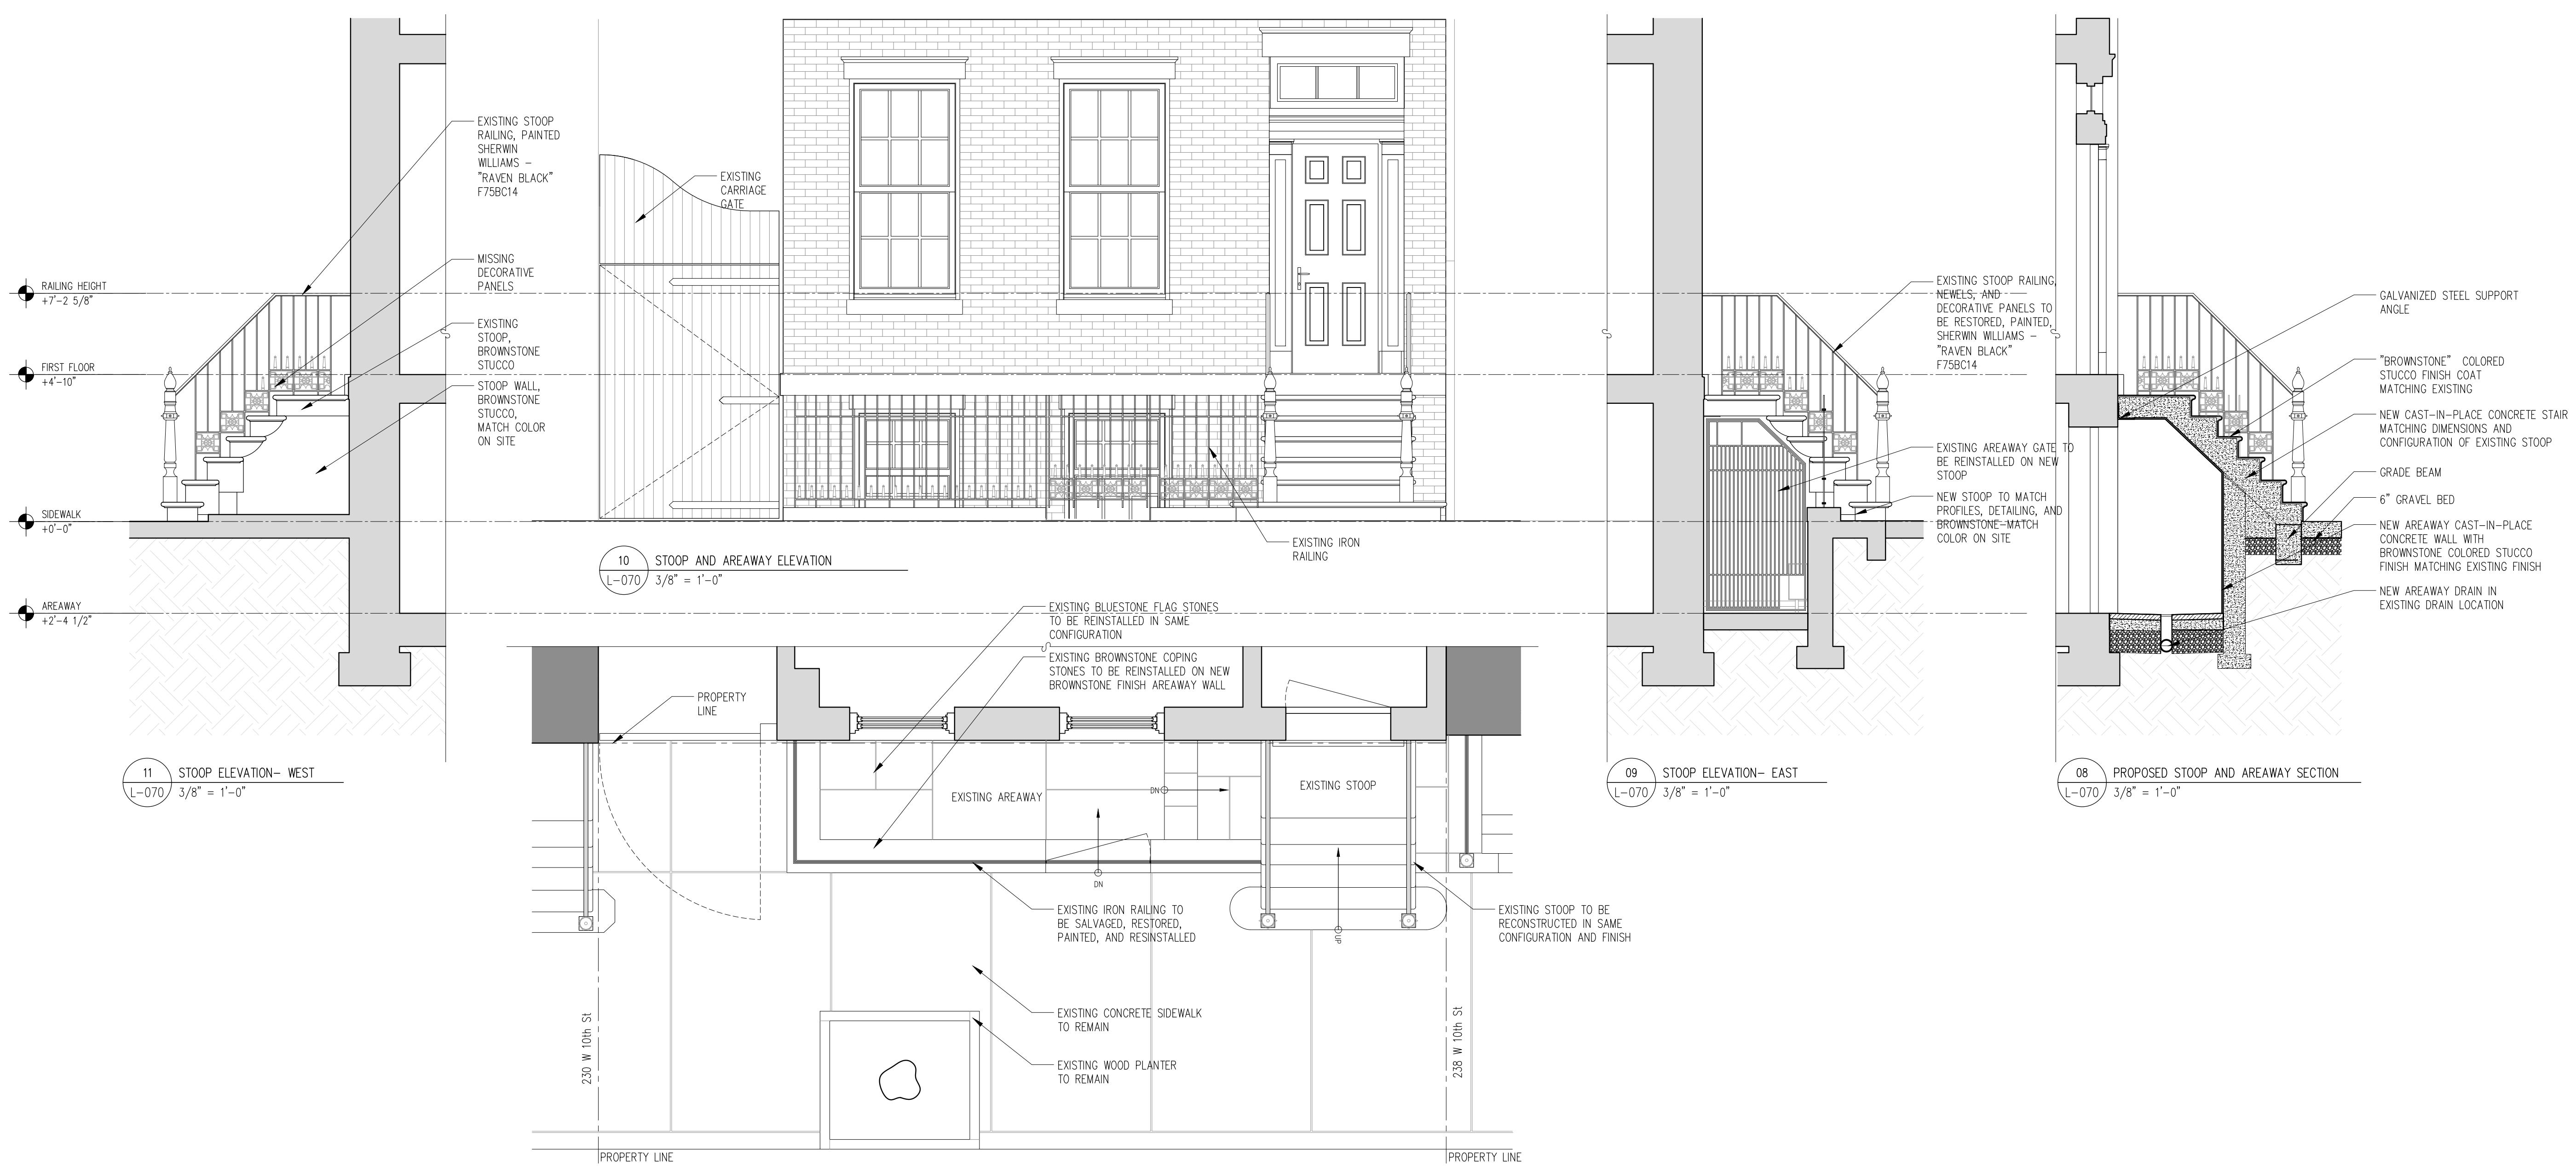 EXISTING STOOP
RAILING, PAINTED
SHERWIN
WILLIAMS –
"RAVEN BLACK"
F75BC14
MISSING
DECORATIVE
PANELS
EXISTING
STOOP,
BROWNSTONE
STUCCO
STOOP WALL,
BROWNSTONE
STUCCO,
MATCH COLOR
ON SITE
RAILING HEIGHT
+7'-2 5/8"
FIRST FLOOR
+4'-10"
SIDEWALK
+0'-0"
AREAWAY
+2'-4 1/2"
11
L-070
STOOP ELEVATION- WEST
3/8" = 1'-0"
EXISTING
CARRIAGE
GATE
EXISTING IRON
RAILING
10
L-070
STOOP AND AREAWAY ELEVATION
3/8" = 1'-0"
EXISTING BLUESTONE FLAG STONES
TO BE REINSTALLED IN SAME
CONFIGURATION
EXISTING BROWNSTONE COPING
STONES TO BE REINSTALLED ON NEW
BROWNSTONE FINISH AREAWAY WALL
PROPERTY
LINE
EXISTING AREAWAY
DN
DN
EXISTING STOOP
UP
EXISTING IRON RAILING TO
BE SALVAGED, RESTORED,
PAINTED, AND RESINSTALLED
EXISTING STOOP TO BE
RECONSTRUCTED IN SAME
CONFIGURATION AND FINISH
EXISTING CONCRETE SIDEWALK
TO REMAIN
EXISTING WOOD PLANTER
TO REMAIN
230 W 10th St
238 W 10th St
PROPERTY LINE
PROPERTY LINE
EXISTING STOOP RAILING,
NEWELS, AND
DECORATIVE PANELS TO
BE RESTORED, PAINTED,
SHERWIN WILLIAMS –
"RAVEN BLACK"
F75BC14
EXISTING AREAWAY GATE TO
BE REINSTALLED ON NEW
STOOP
NEW STOOP TO MATCH
PROFILES, DETAILING, AND
BROWNSTONE-MATCH
COLOR ON SITE
09
L-070
STOOP ELEVATION- EAST
3/8" = 1'-0"
GALVANIZED STEEL SUPPORT
ANGLE
"BROWNSTONE" COLORED
STUCCO FINISH COAT
MATCHING EXISTING
NEW CAST-IN-PLACE CONCRETE STAIR
MATCHING DIMENSIONS AND
CONFIGURATION OF EXISTING STOOP
GRADE BEAM
6" GRAVEL BED
NEW AREAWAY CAST-IN-PLACE
CONCRETE WALL WITH
BROWNSTONE COLORED STUCCO
FINISH MATCHING EXISTING FINISH
NEW AREAWAY DRAIN IN
EXISTING DRAIN LOCATION
08
L-070
PROPOSED STOOP AND AREAWAY SECTION
3/8" = 1'-0"